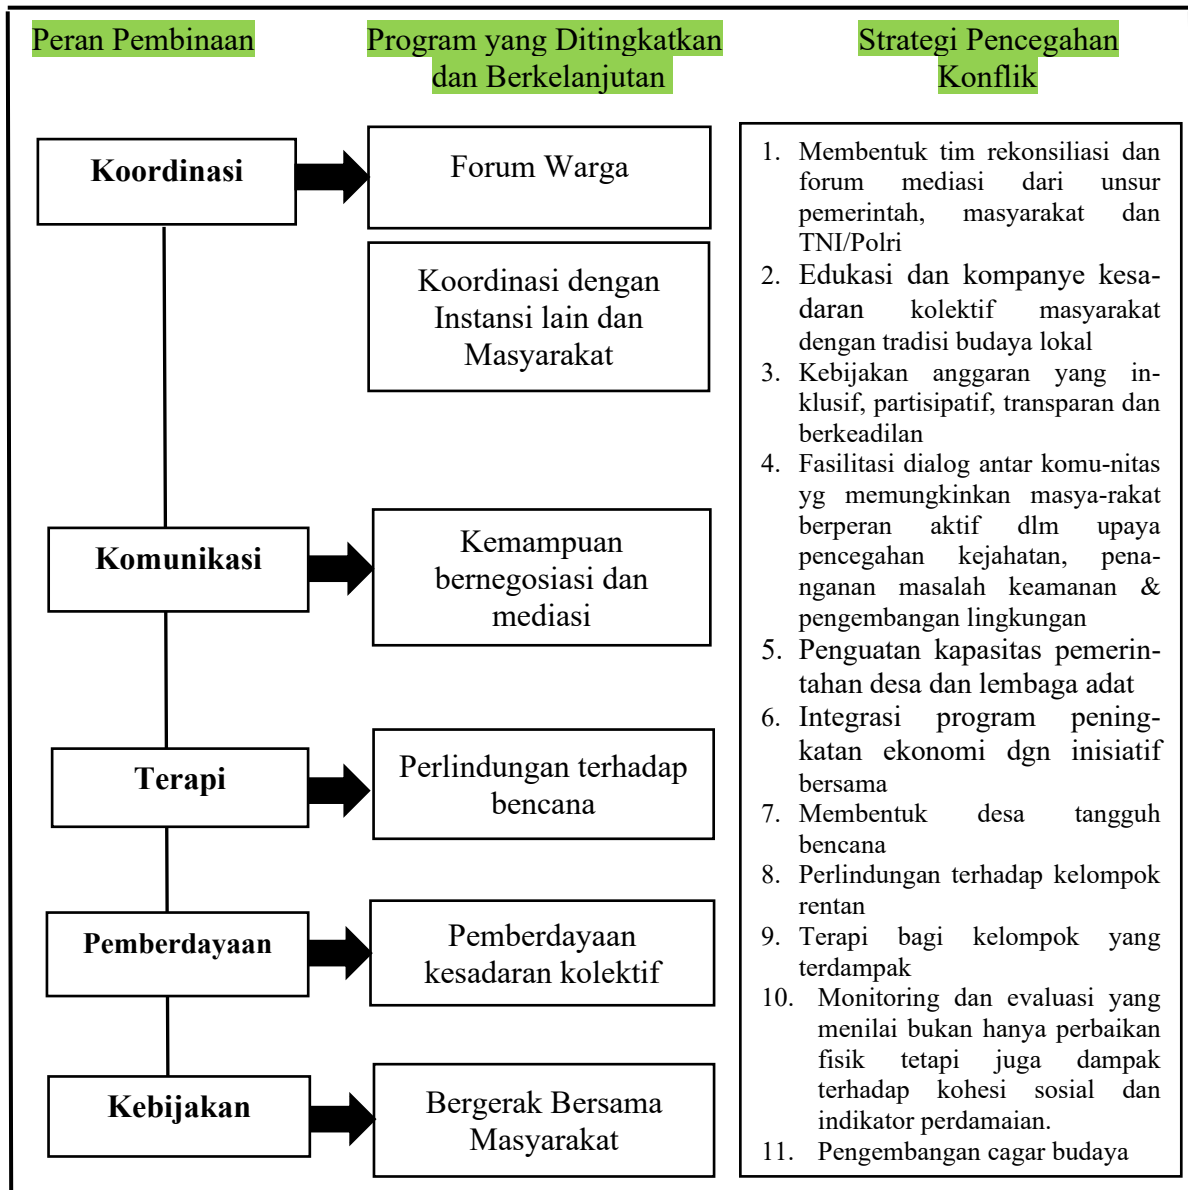 Peran Pembinaan
Program yang Ditingkatkan
dan Berkelanjutan
Strategi Pencegahan
Konflik
Koordinasi
Forum Warga
Koordinasi dengan
Instansi lain dan
Masyarakat
Komunikasi
Kemampuan
bernegosiasi dan
mediasi
Terapi
Perlindungan terhadap
bencana
Pemberdayaan
Pemberdayaan
kesadaran kolektif
Kebijakan
Bergerak Bersama
Masyarakat
1. Membentuk tim rekonsiliasi dan
forum mediasi dari unsur
pemerintah, masyarakat dan
TNI/Polri
2. Edukasi dan kompanye kesa-
daran kolektif masyarakat
dengan tradisi budaya lokal
3. Kebijakan anggaran yang in-
klusif, partisipatif, transparan dan
berkeadilan
4. Fasilitasi dialog antar komu-nitas
yg memungkinkan masya-rakat
berperan aktif dlm upaya
pencegahan kejahatan, pena-
nganan masalah keamanan &
pengembangan lingkungan
5. Penguatan kapasitas pemerin-
tahan desa dan lembaga adat
6. Integrasi program pening-
katan ekonomi dgn inisiatif
bersama
7. Membentuk desa tangguh
bencana
8. Perlindungan terhadap kelompok
rentan
9. Terapi bagi kelompok yang
terdampak
10. Monitoring dan evaluasi yang
menilai bukan hanya perbaikan
fisik tetapi juga dampak
terhadap kohesi sosial dan
indikator perdamaian.
11. Pengembangan cagar budaya